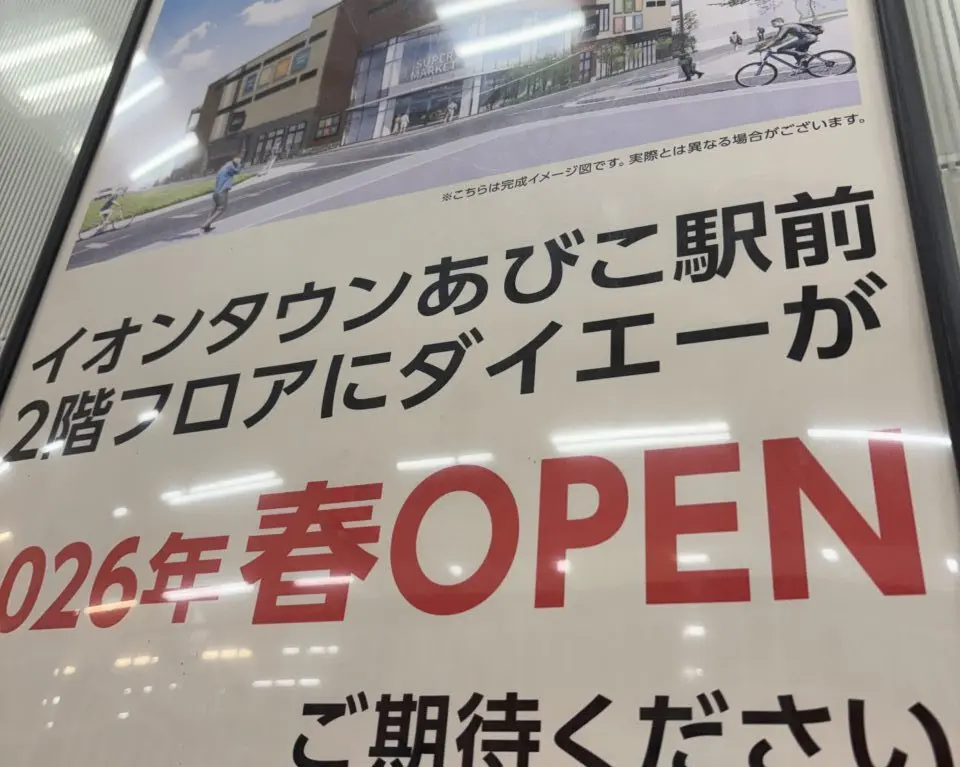 SUPER
MARKET
※こちらは完成イメージ図です。実際とは異なる場合がございます。
イオンタウンあびこ駅前
2階フロアにダイエーが
026年春OPEN
ご期待ください